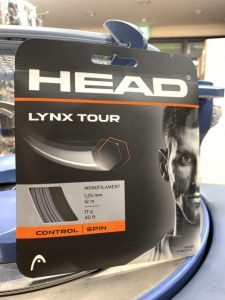 HEAD
LYNX TOUR
MONOFILAMENT
1.25 mm
12 m
17 g
40 ft
CONTROL | SPIN